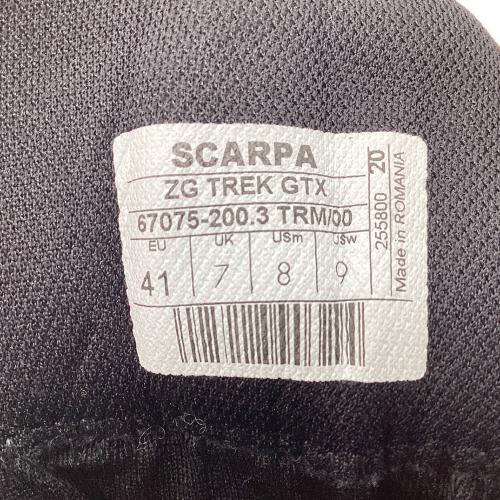 SCARPA
ZG TREK GTX
67075-200.3 TRM/00
EU UK USm USw
41 7 8 9
255800 20
Made in ROMANIA